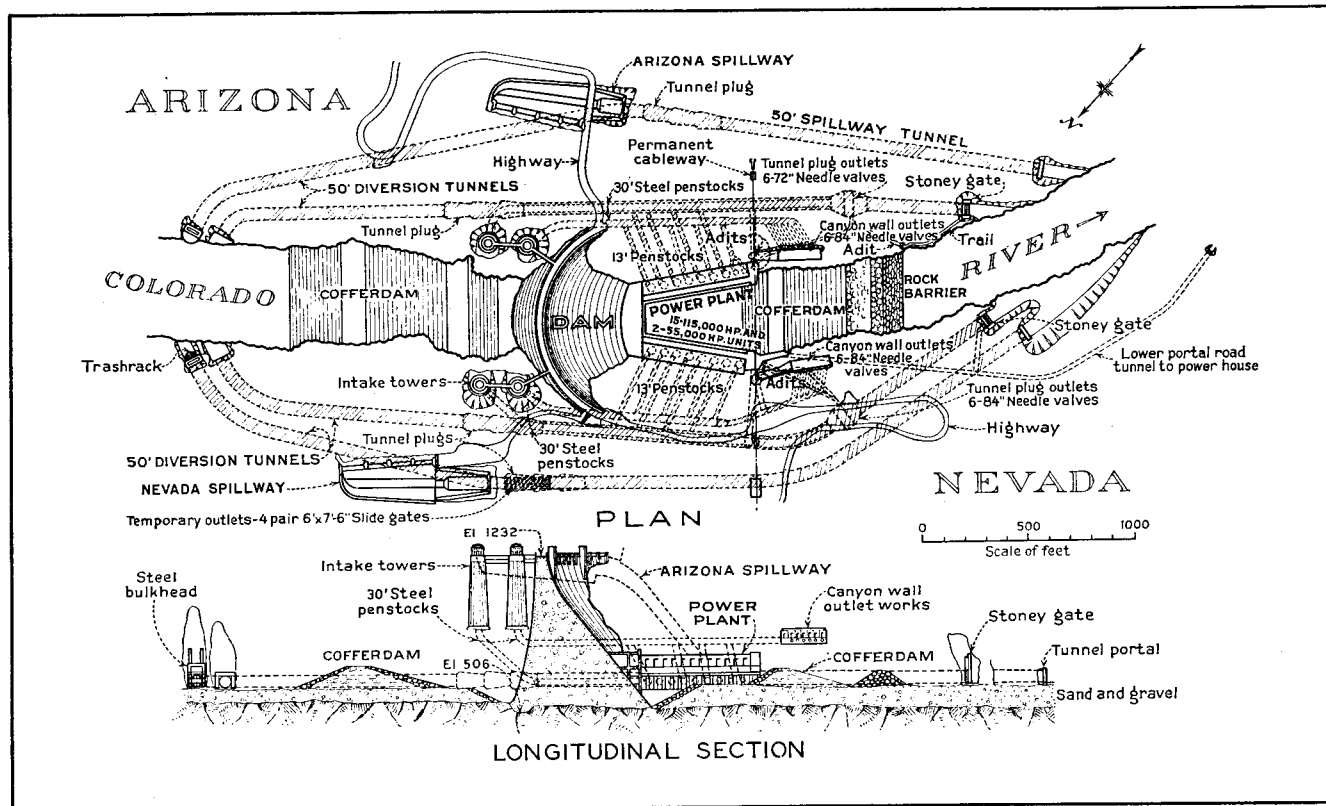 ARIZONA
ARIZONA SPILLWAY
Tunnel plug
50' SPILLWAY TUNNEL
N
Highway
Permanent
cableway
Tunnel plug outlets
6-72" Needle valves
50' DIVERSION TUNNELS
30' Steel penstocks
Stoney gate
Tunnel plug
Adits
Canyon wall outlets
6-84" Needle valves
Adit
Trail
13' Penstocks
COLORADO
RIVER
COFFERDAM
DAM
POWER PLANT
15-115,000 HP. AND
2-55,000 HP. UNITS
COFFERDAM
ROCK
BARRIER
Trashrack
Stoney gate
Canyon wall outlets
6-84" Needle
valves
Lower portal road
tunnel to power house
Intake towers
13' Penstocks
Adits
Tunnel plug outlets
6-84" Needle valves
Tunnel plugs
Highway
50' DIVERSION TUNNELS
30' Steel
penstocks
NEVADA SPILLWAY
NEVADA
Temporary outlets-4 pair 6'x7'-6" Slide gates
PLAN
0 500 1000
Scale of feet
El 1232
Steel
bulkhead
Intake towers
ARIZONA SPILLWAY
30' Steel
penstocks
POWER
PLANT
Canyon wall
outlet works
Stoney gate
COFFERDAM
El 506
COFFERDAM
Tunnel portal
Sand and gravel
LONGITUDINAL SECTION